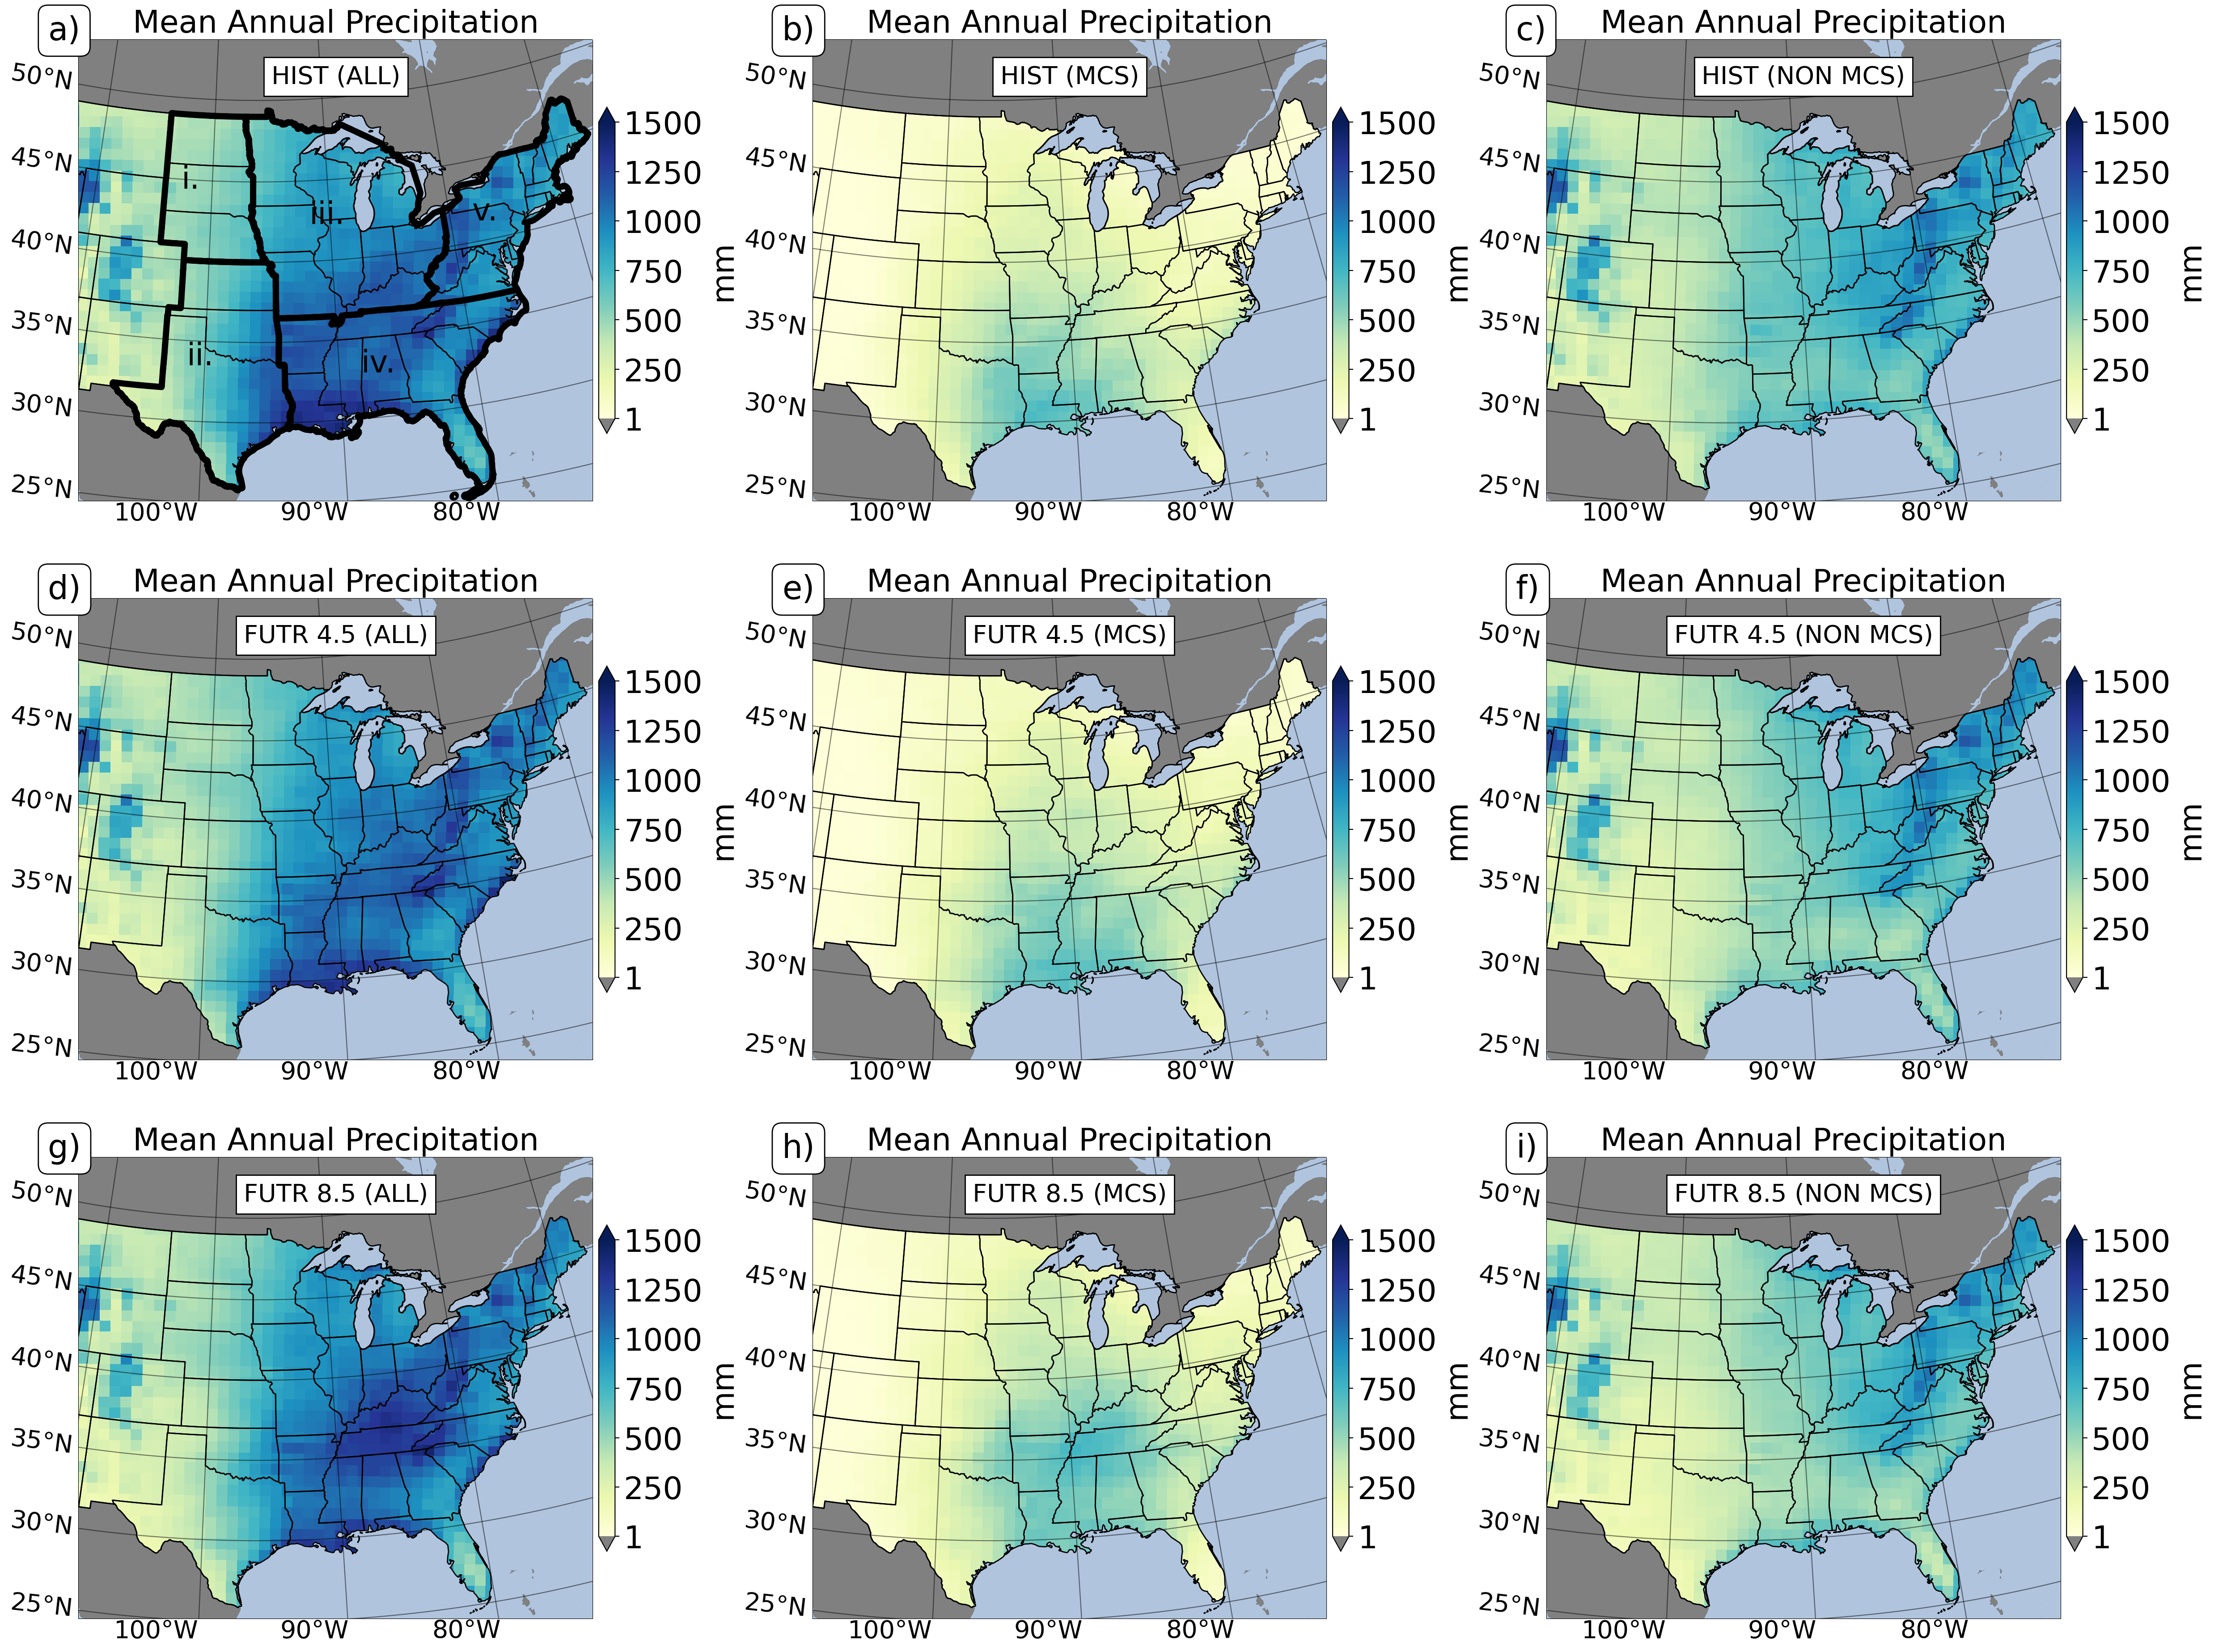 a) Mean Annual Precipitation
HIST (ALL)
50°N
45°N
40°N
35°N
30°N
25°N
100°W 90°W 80°W
i.
ii.
iii.
iv.
v.
1500
1250
1000
750
500
250
1
mm
b) Mean Annual Precipitation
HIST (MCS)
50°N
45°N
40°N
35°N
30°N
25°N
100°W 90°W 80°W
1500
1250
1000
750
500
250
1
mm
c) Mean Annual Precipitation
HIST (NON MCS)
50°N
45°N
40°N
35°N
30°N
25°N
100°W 90°W 80°W
1500
1250
1000
750
500
250
1
mm
d) Mean Annual Precipitation
FUTR 4.5 (ALL)
50°N
45°N
40°N
35°N
30°N
25°N
100°W 90°W 80°W
1500
1250
1000
750
500
250
1
mm
e) Mean Annual Precipitation
FUTR 4.5 (MCS)
50°N
45°N
40°N
35°N
30°N
25°N
100°W 90°W 80°W
1500
1250
1000
750
500
250
1
mm
f) Mean Annual Precipitation
FUTR 4.5 (NON MCS)
50°N
45°N
40°N
35°N
30°N
25°N
100°W 90°W 80°W
1500
1250
1000
750
500
250
1
mm
g) Mean Annual Precipitation
FUTR 8.5 (ALL)
50°N
45°N
40°N
35°N
30°N
25°N
100°W 90°W 80°W
1500
1250
1000
750
500
250
1
mm
h) Mean Annual Precipitation
FUTR 8.5 (MCS)
50°N
45°N
40°N
35°N
30°N
25°N
100°W 90°W 80°W
1500
1250
1000
750
500
250
1
mm
i) Mean Annual Precipitation
FUTR 8.5 (NON MCS)
50°N
45°N
40°N
35°N
30°N
25°N
100°W 90°W 80°W
1500
1250
1000
750
500
250
1
mm